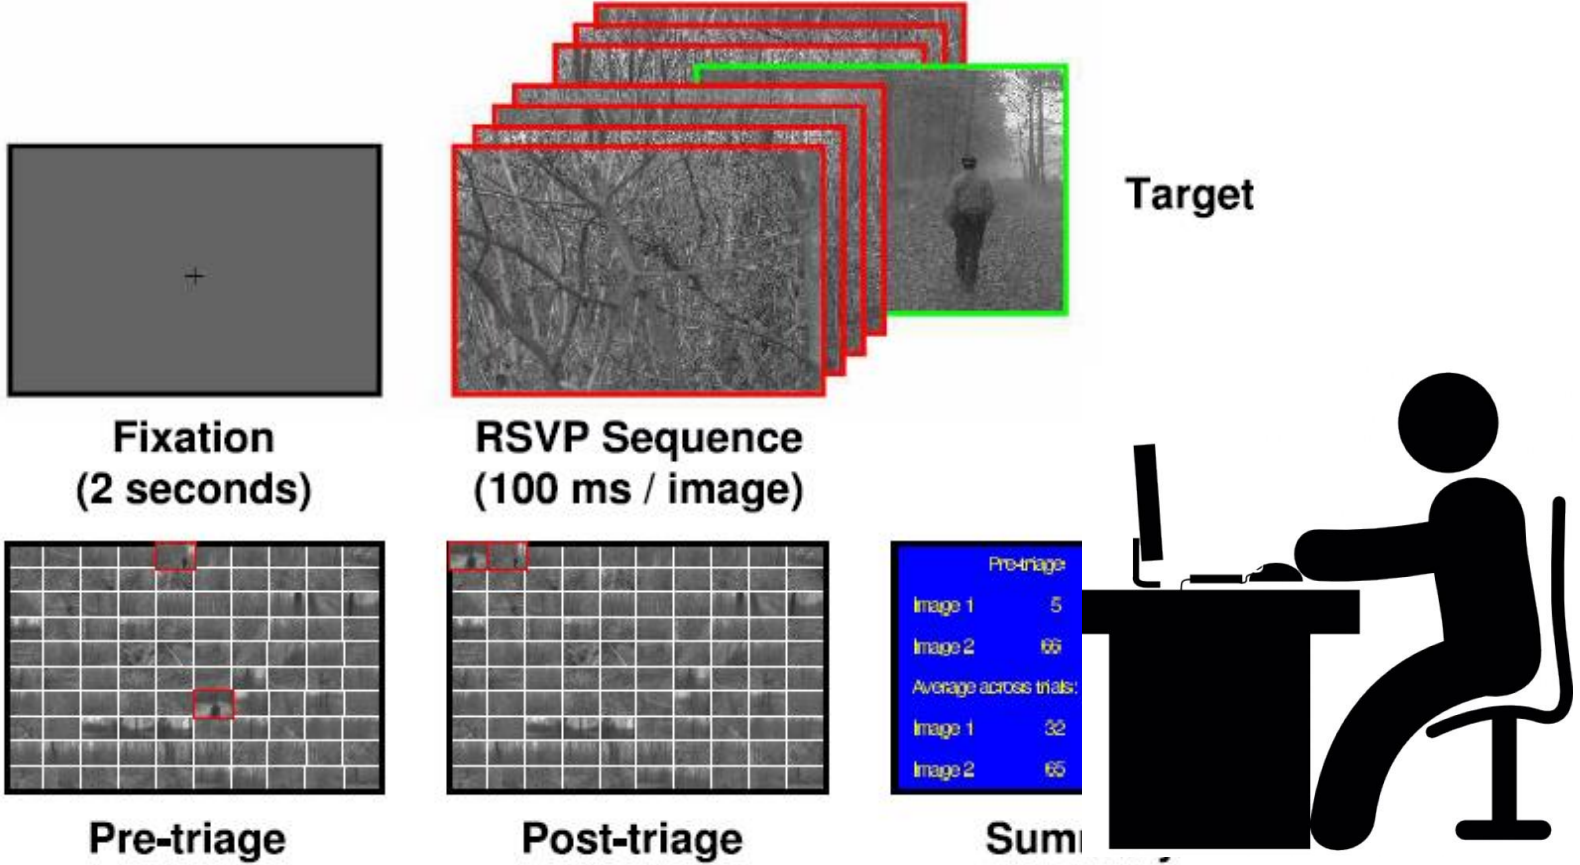 Target
Fixation
(2 seconds)
RSVP Sequence
(100 ms / image)
Pre-triage
Image 1 5
Image 2 66
Average across trials:
Image 1 32
Image 2 65
Pre-triage
Post-triage